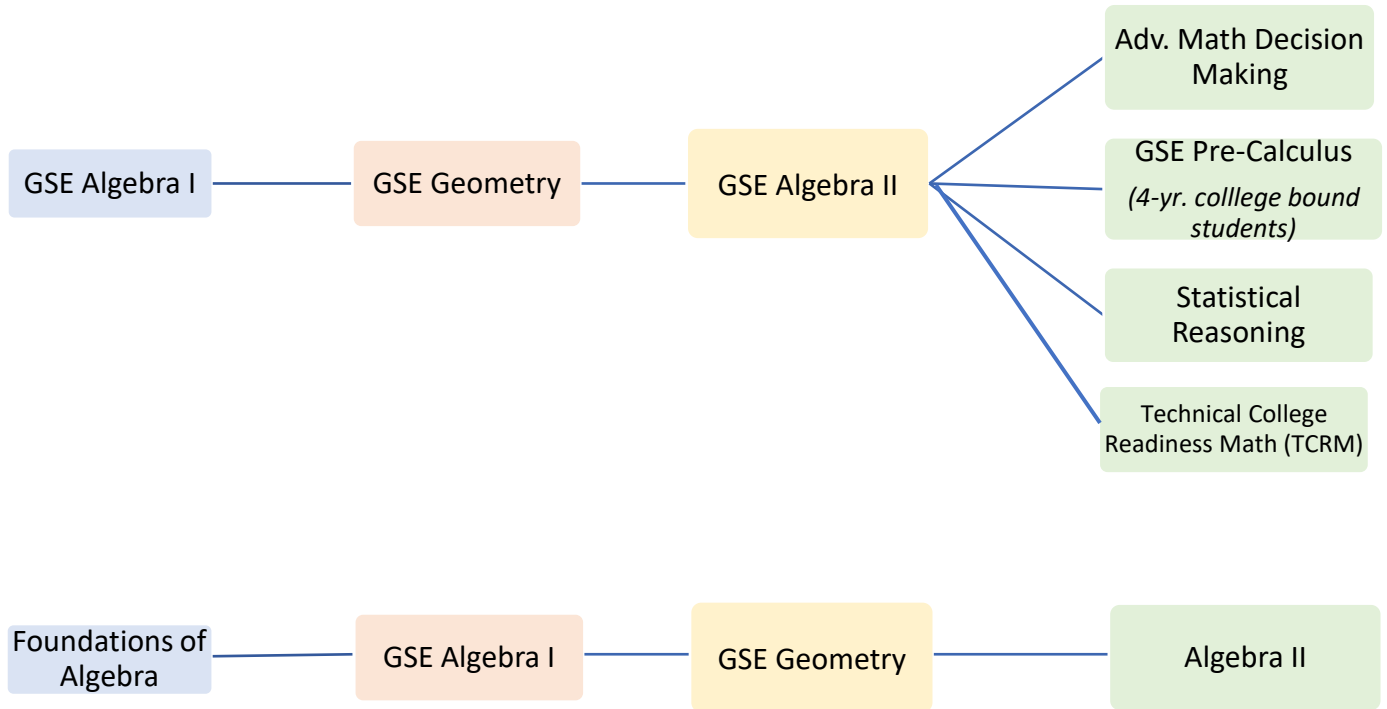 Adv. Math Decision
Making
GSE Pre-Calculus
(4-yr. colllege bound
students)
GSE Algebra I
GSE Geometry
GSE Algebra II
Statistical
Reasoning
Technical College
Readiness Math (TCRM)
Foundations of
Algebra
GSE Algebra I
GSE Geometry
Algebra II